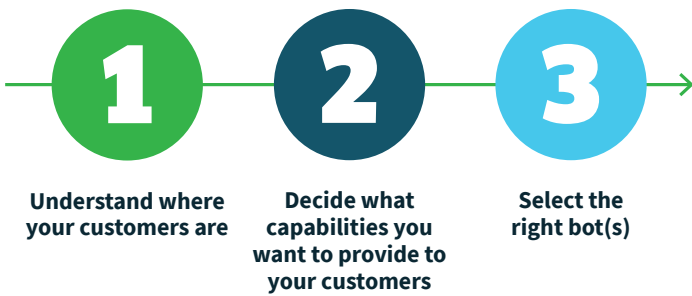 1
Understand where
your customers are
2
Decide what
capabilities you
want to provide to
your customers
3
Select the
right bot(s)